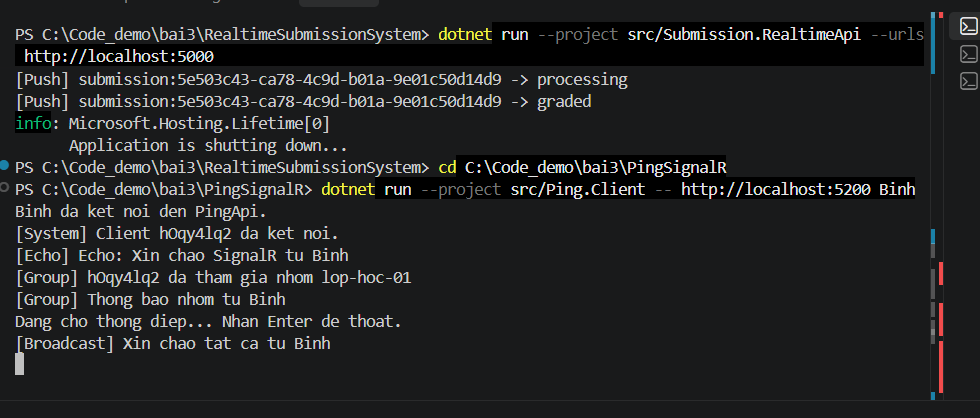 PS C:\Code_demo\bai3\RealtimeSubmissionSystem> dotnet run --project src/Submission.RealtimeApi --urls
http://localhost:5000
[Push] submission:5e503c43-ca78-4c9d-b01a-9e01c50d14d9 -> processing
[Push] submission:5e503c43-ca78-4c9d-b01a-9e01c50d14d9 -> graded
info: Microsoft.Hosting.Lifetime[0]
Application is shutting down...
PS C:\Code_demo\bai3\RealtimeSubmissionSystem> cd C:\Code_demo\bai3\PingSignalR
PS C:\Code_demo\bai3\PingSignalR> dotnet run --project src/Ping.Client -- http://localhost:5200 Binh
Binh da ket noi den PingApi.
[System] Client hOqy4lq2 da ket noi.
[Echo] Echo: Xin chao SignalR tu Binh
[Group] hOqy4lq2 da tham gia nhom lop-hoc-01
[Group] Thong bao nhom tu Binh
Dang cho thong diep... Nhan Enter de thoat.
[Broadcast] Xin chao tat ca tu Binh